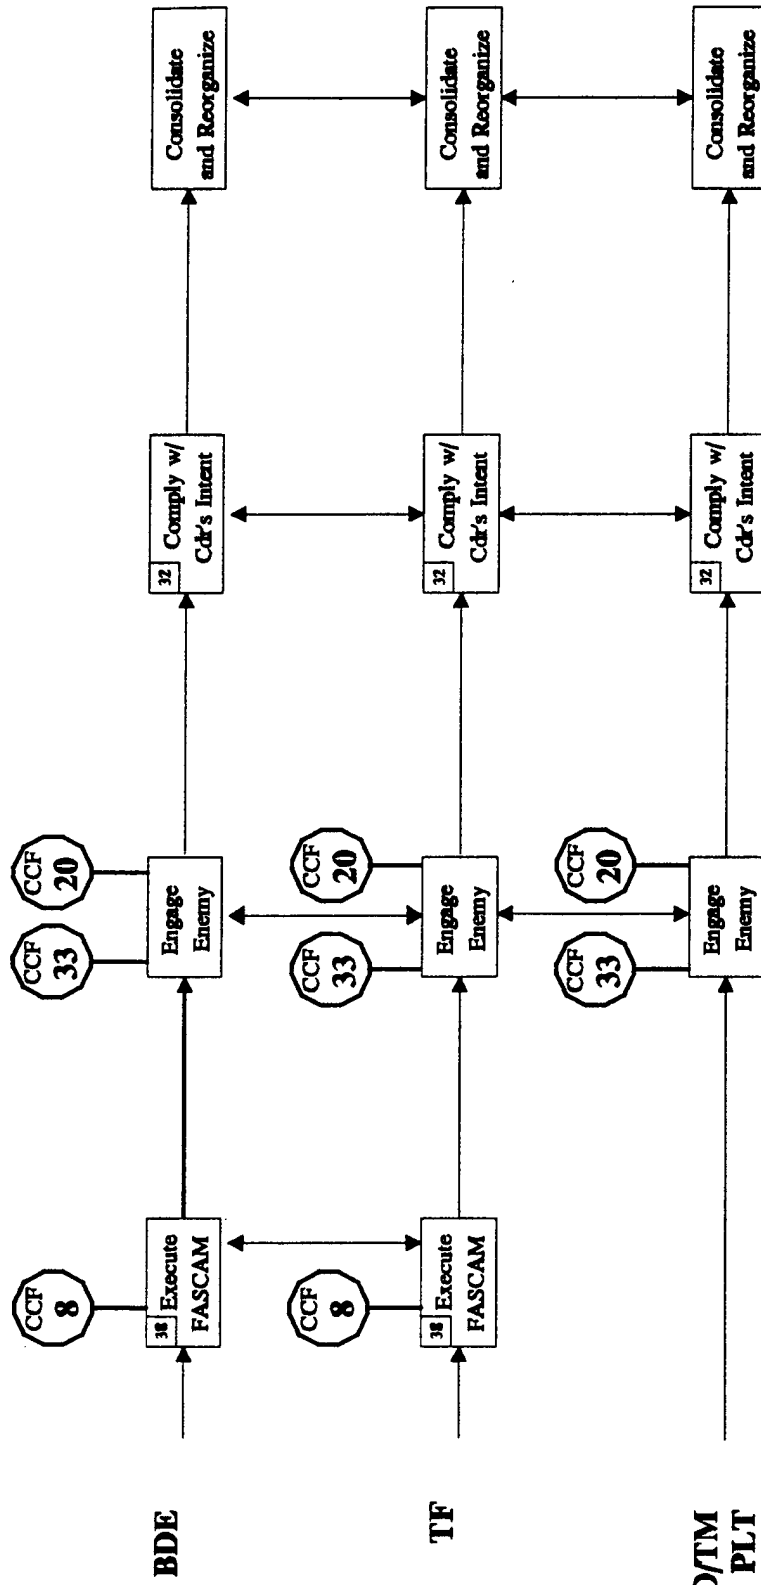 BDE
CCF
8
38 Execute
FASCAM
CCF
33
CCF
20
Engage
Enemy
32 Comply w/
Cdr's Intent
Consolidate
and Reorganize
TF
CCF
8
38 Execute
FASCAM
CCF
33
CCF
20
Engage
Enemy
32 Comply w/
Cdr's Intent
Consolidate
and Reorganize
O/TM
PLT
CCF
33
CCF
20
Engage
Enemy
32 Comply w/
Cdr's Intent
Consolidate
and Reorganize